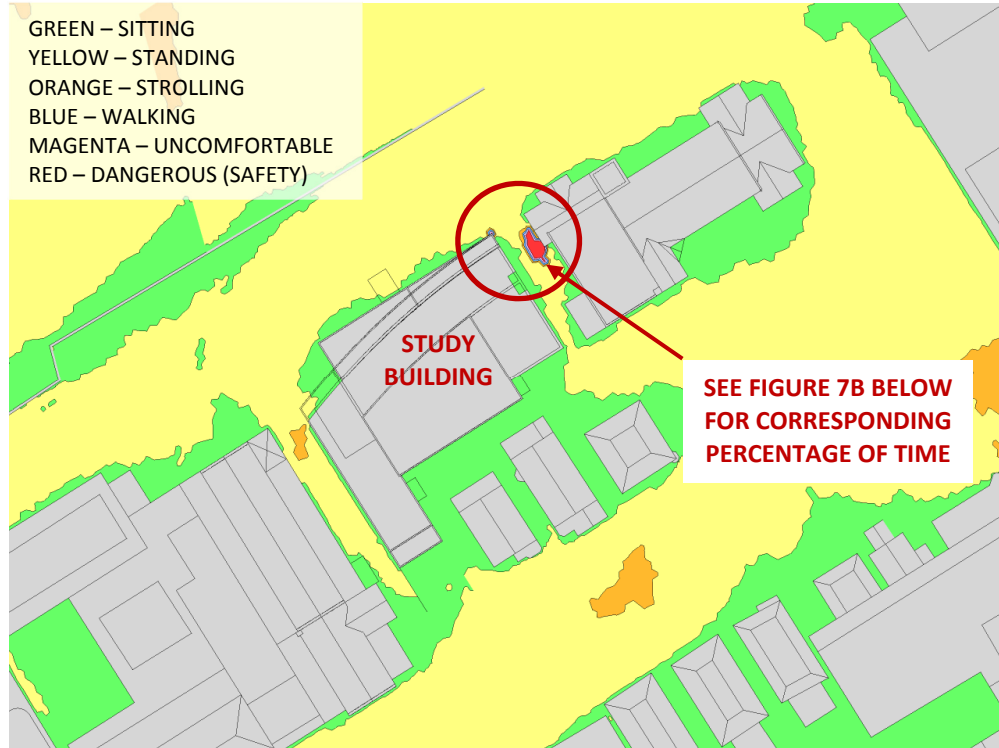 GREEN – SITTING
YELLOW – STANDING
ORANGE – STROLLING
BLUE – WALKING
MAGENTA – UNCOMFORTABLE
RED – DANGEROUS (SAFETY)
STUDY
BUILDING
SEE FIGURE 7B BELOW
FOR CORRESPONDING
PERCENTAGE OF TIME